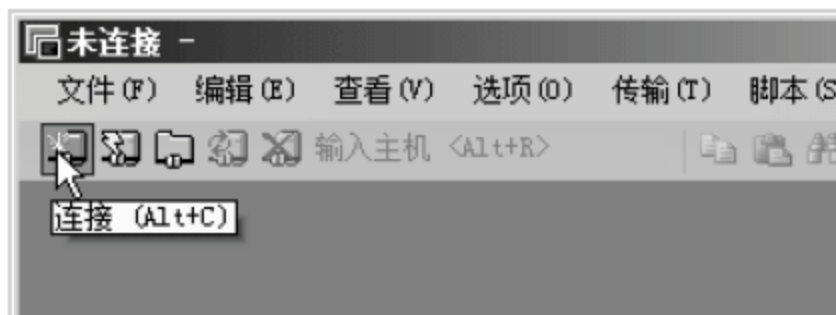 未连接 -
文件(F) 编辑(E) 查看(V) 选项(O) 传输(T) 脚本(S
输入主机 <Alt+R>
连接 (Alt+C)